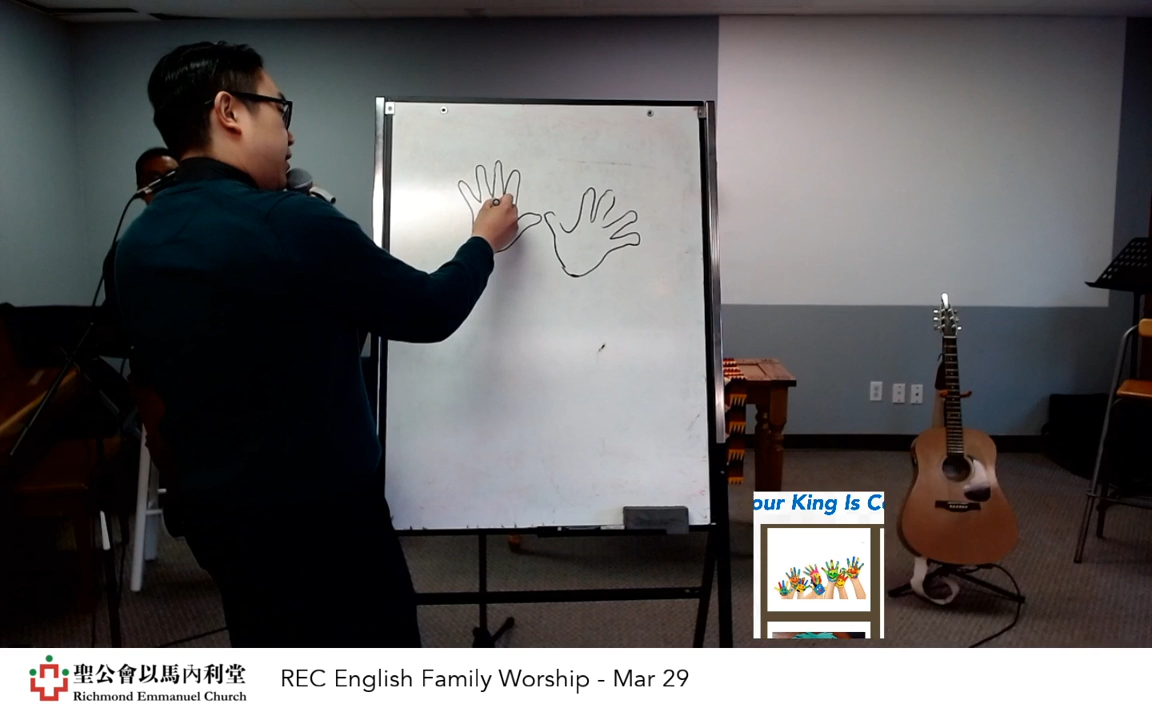 our King Is C
聖公會以馬內利堂
Richmond Emmanuel Church
REC English Family Worship - Mar 29